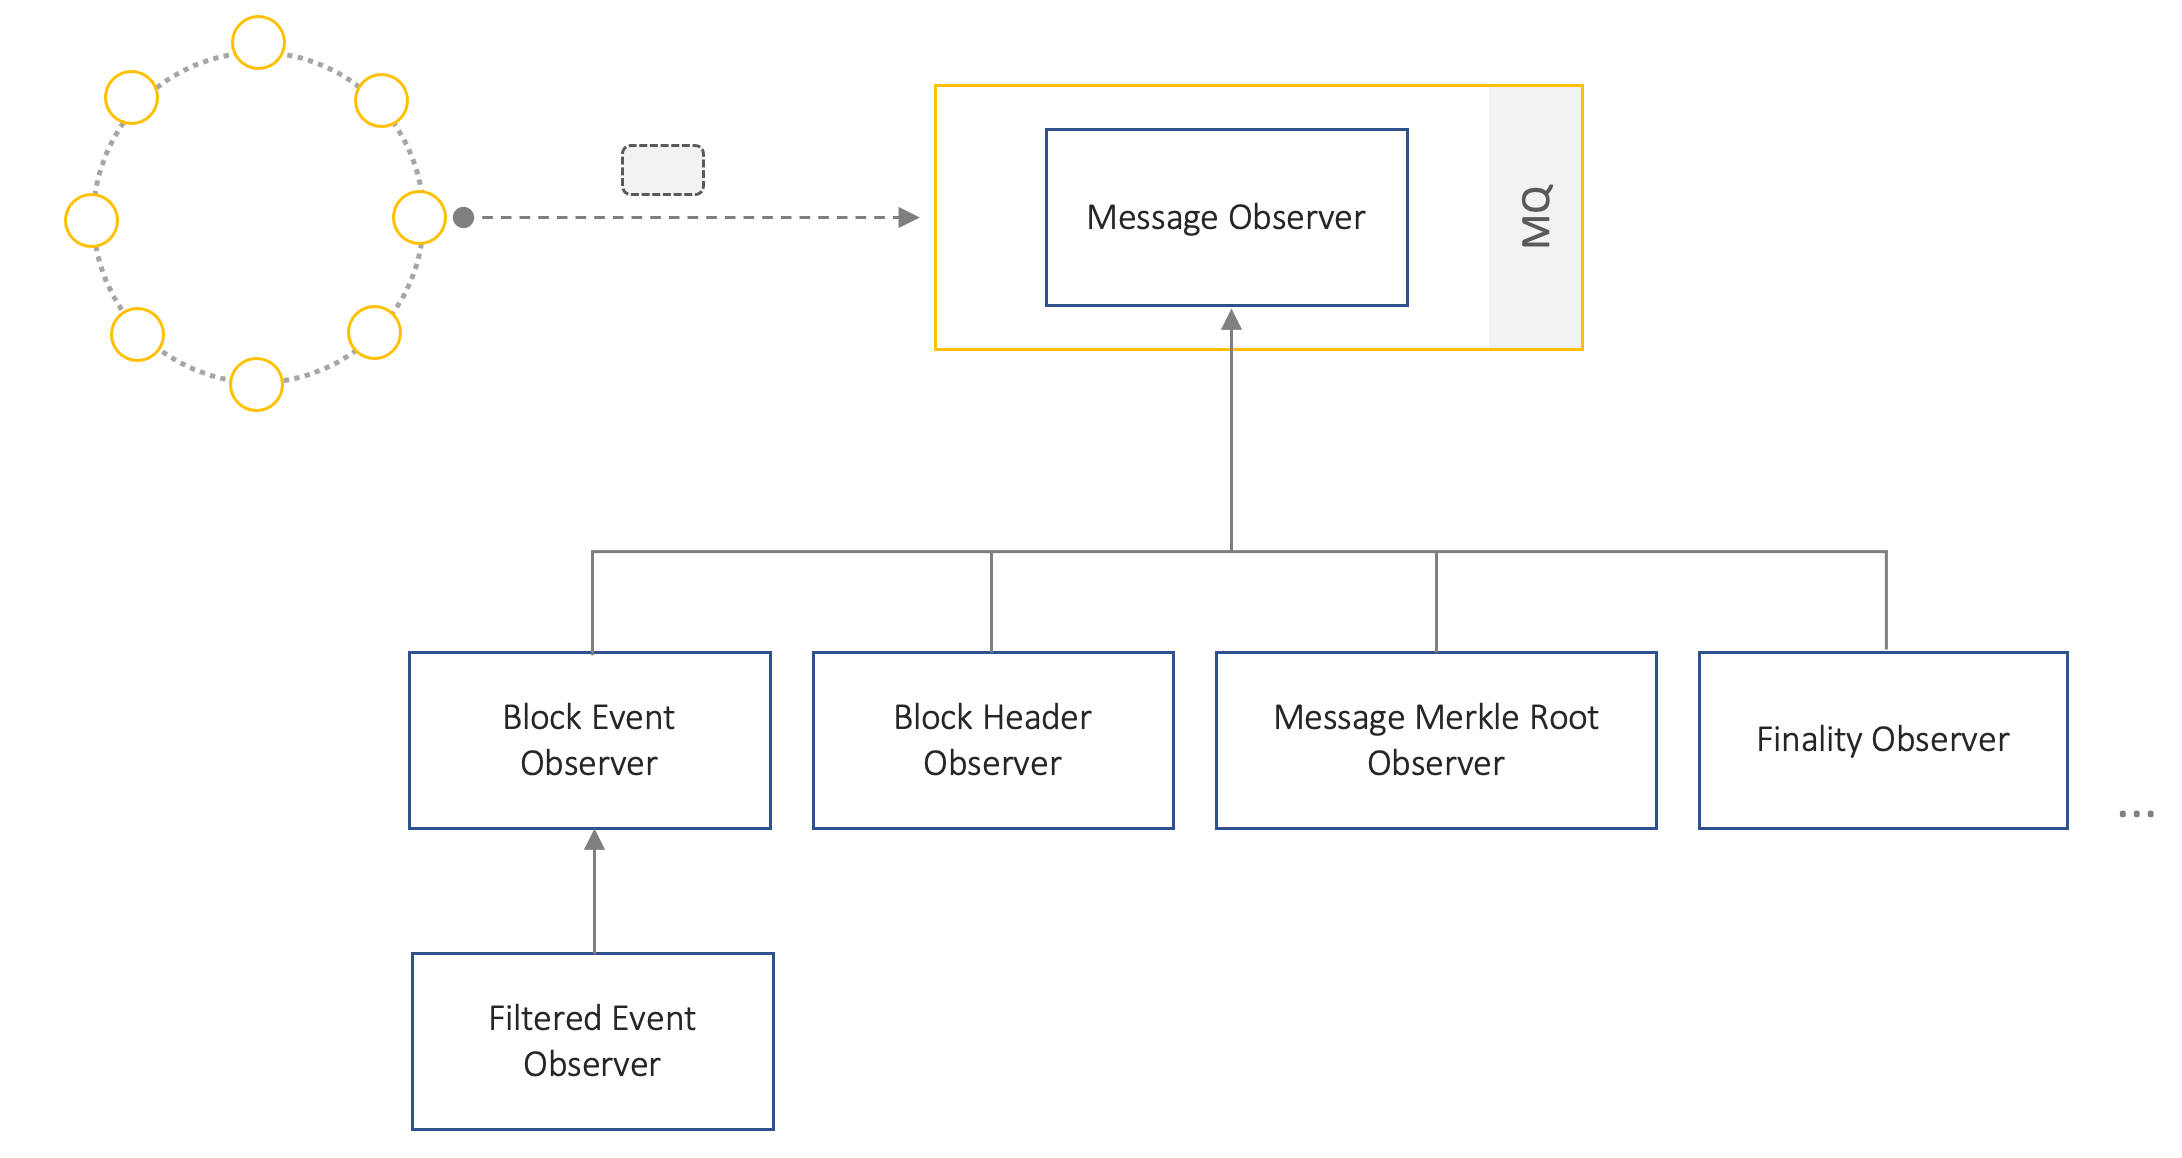 Message Observer
MQ
Block Event
Observer
Block Header
Observer
Message Merkle Root
Observer
Finality Observer
...
Filtered Event
Observer